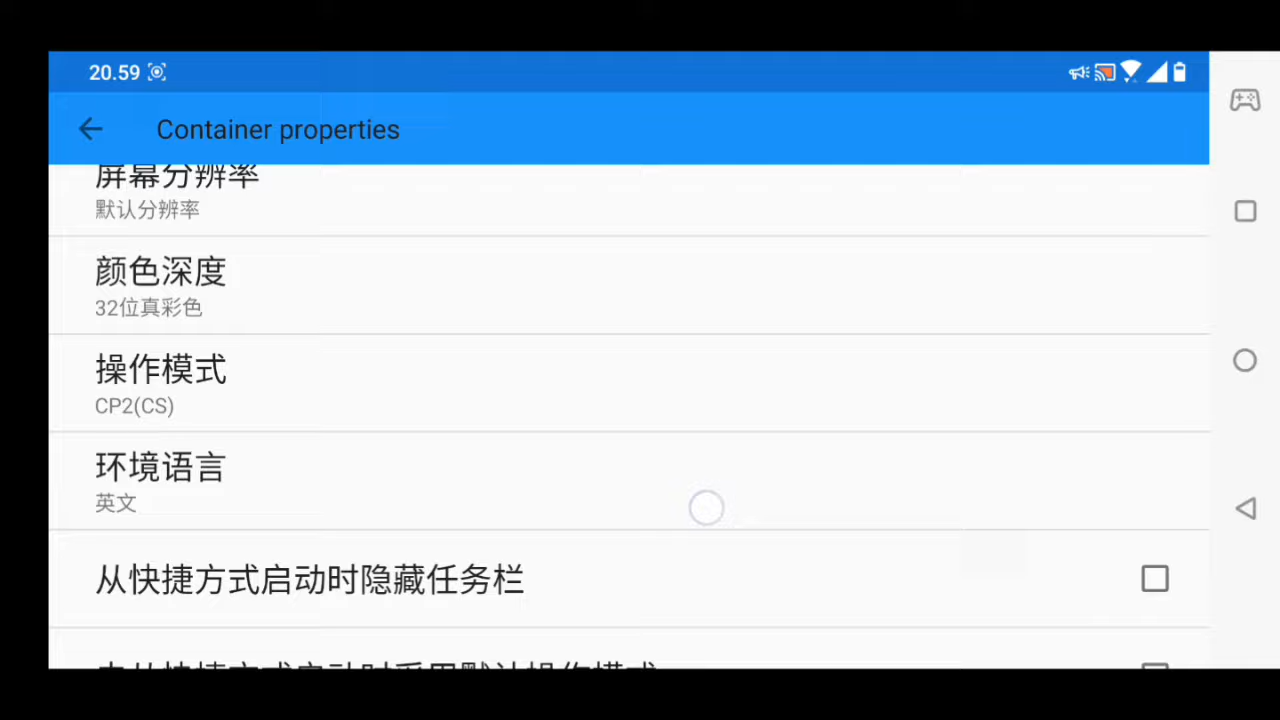 20.59
Container properties
屏幕分辨率
默认分辨率
颜色深度
32位真彩色
操作模式
CP2(CS)
环境语言
英文
从快捷方式启动时隐藏任务栏